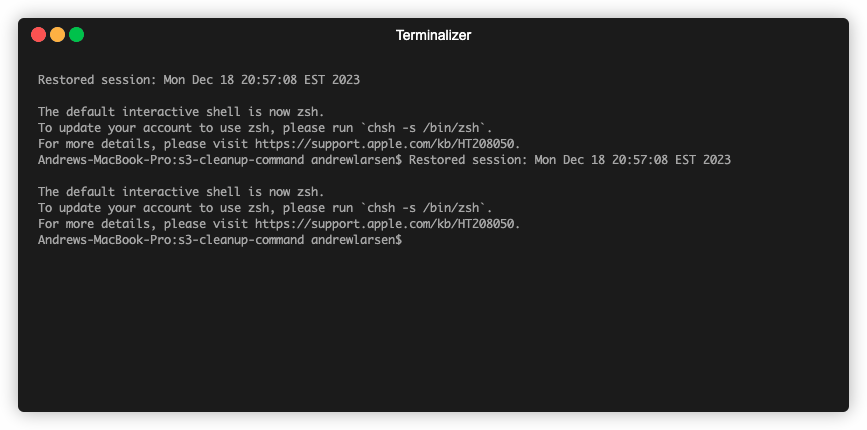 Terminalizer
Restored session: Mon Dec 18 20:57:08 EST 2023
The default interactive shell is now zsh.
To update your account to use zsh, please run `chsh -s /bin/zsh`.
For more details, please visit https://support.apple.com/kb/HT208050.
Andrews-MacBook-Pro:s3-cleanup-command andrewlarsen$ Restored session: Mon Dec 18 20:57:08 EST 2023
The default interactive shell is now zsh.
To update your account to use zsh, please run `chsh -s /bin/zsh`.
For more details, please visit https://support.apple.com/kb/HT208050.
Andrews-MacBook-Pro:s3-cleanup-command andrewlarsen$